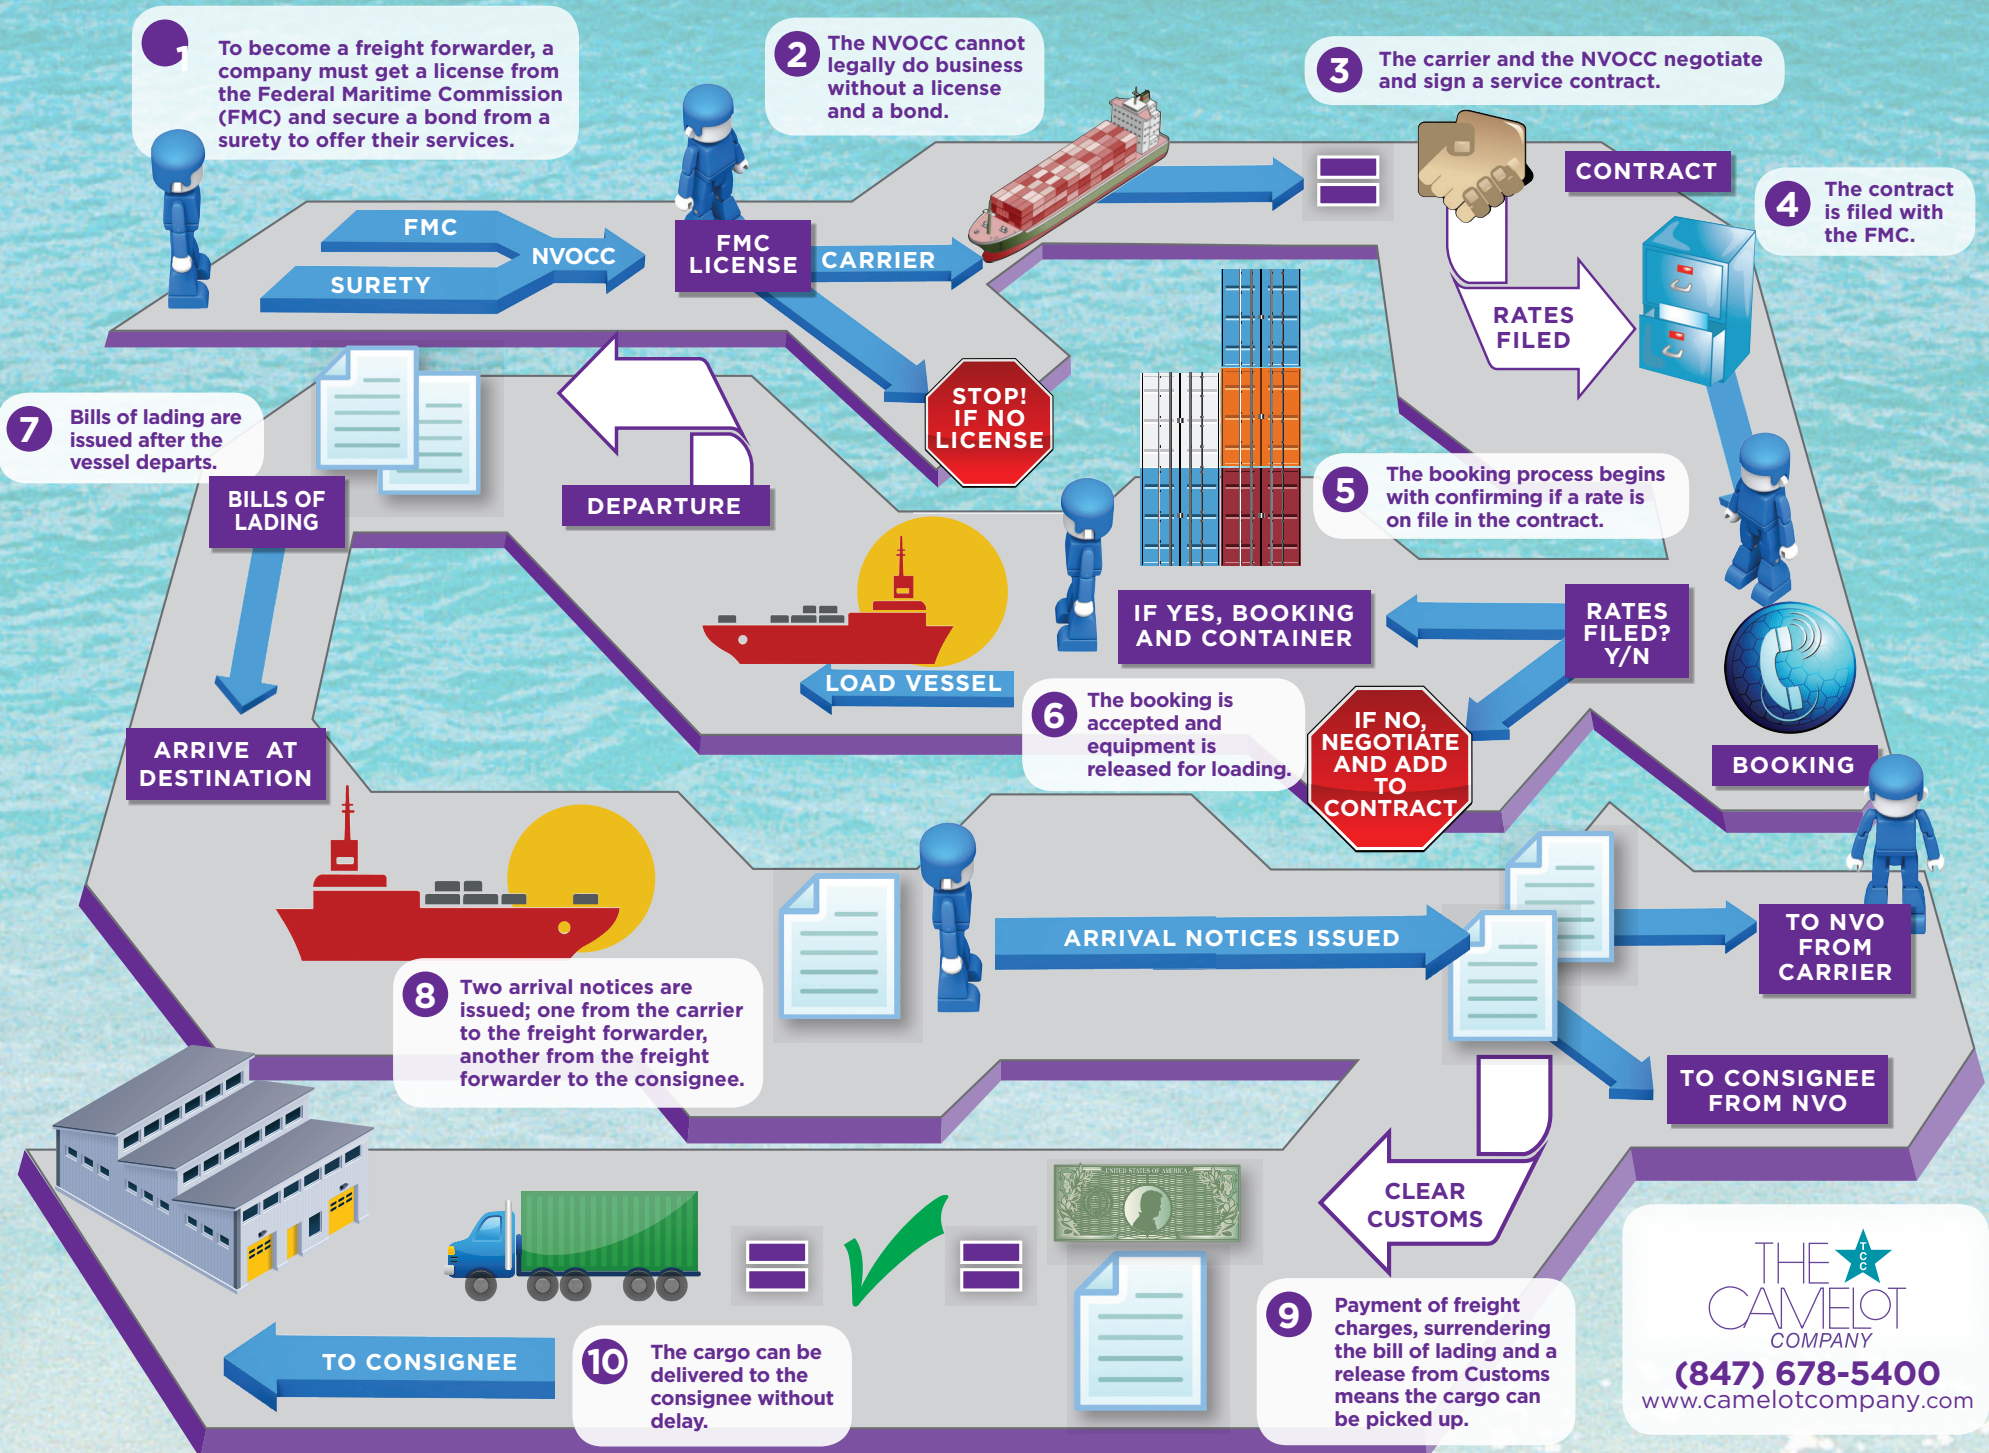 1
To become a freight forwarder, a
company must get a license from
the Federal Maritime Commission
(FMC) and secure a bond from a
surety to offer their services.
2
The NVOCC cannot
legally do business
without a license
and a bond.
3
The carrier and the NVOCC negotiate
and sign a service contract.
CONTRACT
4
The contract
is filed with
the FMC.
FMC
SURETY
NVOCC
FMC
LICENSE
CARRIER
STOP!
IF NO
LICENSE
RATES
FILED
5
The booking process begins
with confirming if a rate is
on file in the contract.
RATES
FILED?
Y/N
BOOKING
IF YES, BOOKING
AND CONTAINER
IF NO,
NEGOTIATE
AND ADD
TO
CONTRACT
6
The booking is
accepted and
equipment is
released for loading.
LOAD VESSEL
DEPARTURE
7
Bills of lading are
issued after the
vessel departs.
BILLS OF
LADING
ARRIVE AT
DESTINATION
8
Two arrival notices are
issued; one from the carrier
to the freight forwarder,
another from the freight
forwarder to the consignee.
ARRIVAL NOTICES ISSUED
TO NVO
FROM
CARRIER
TO CONSIGNEE
FROM NVO
CLEAR
CUSTOMS
UNITED STATES OF AMERICA
9
Payment of freight
charges, surrendering
the bill of lading and a
release from Customs
means the cargo can
be picked up.
10
The cargo can be
delivered to the
consignee without
delay.
TO CONSIGNEE
THE
TCC
CAMELOT
COMPANY
(847) 678-5400
www.camelotcompany.com